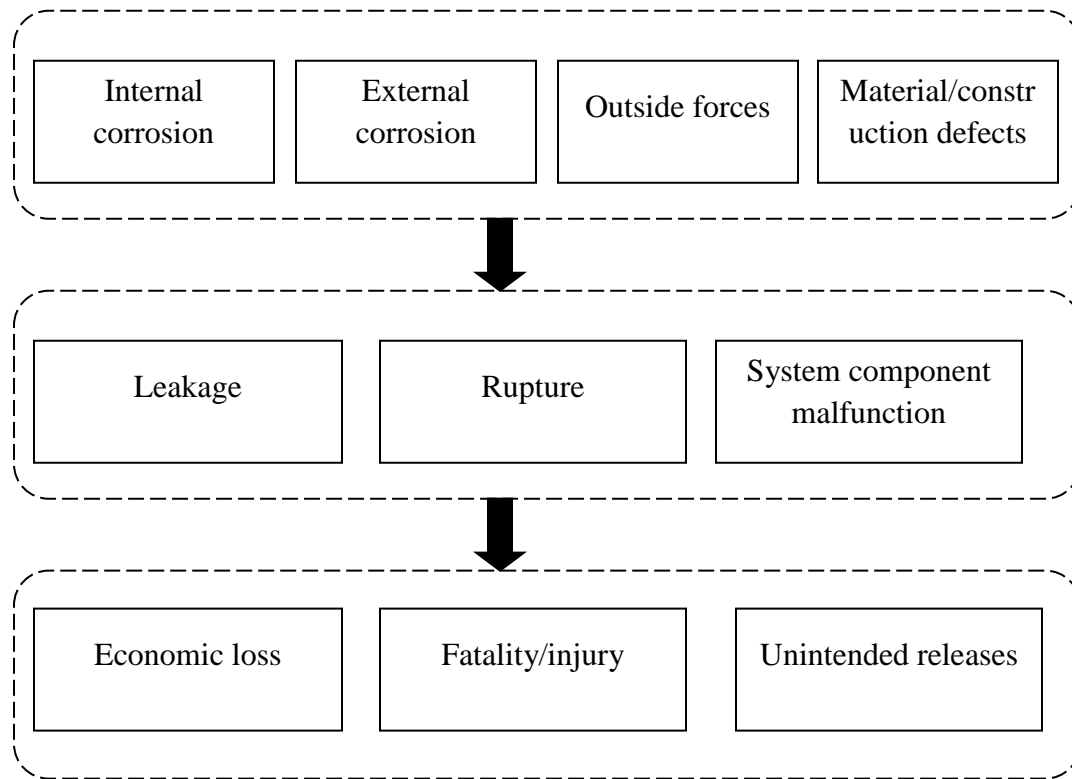 Internal
corrosion
External
corrosion
Outside forces
Material/constr
uction defects
Leakage
Rupture
System component
malfunction
Economic loss
Fatality/injury
Unintended releases